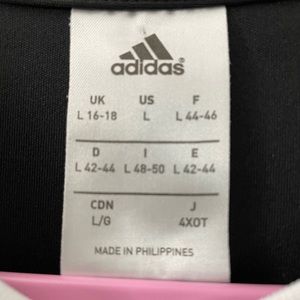 adidas
UK US F
L 16-18 L L 44-46
D I E
L 42-44 L 48-50 L 42-44
CDN J
L/G 4XOT
MADE IN PHILIPPINES